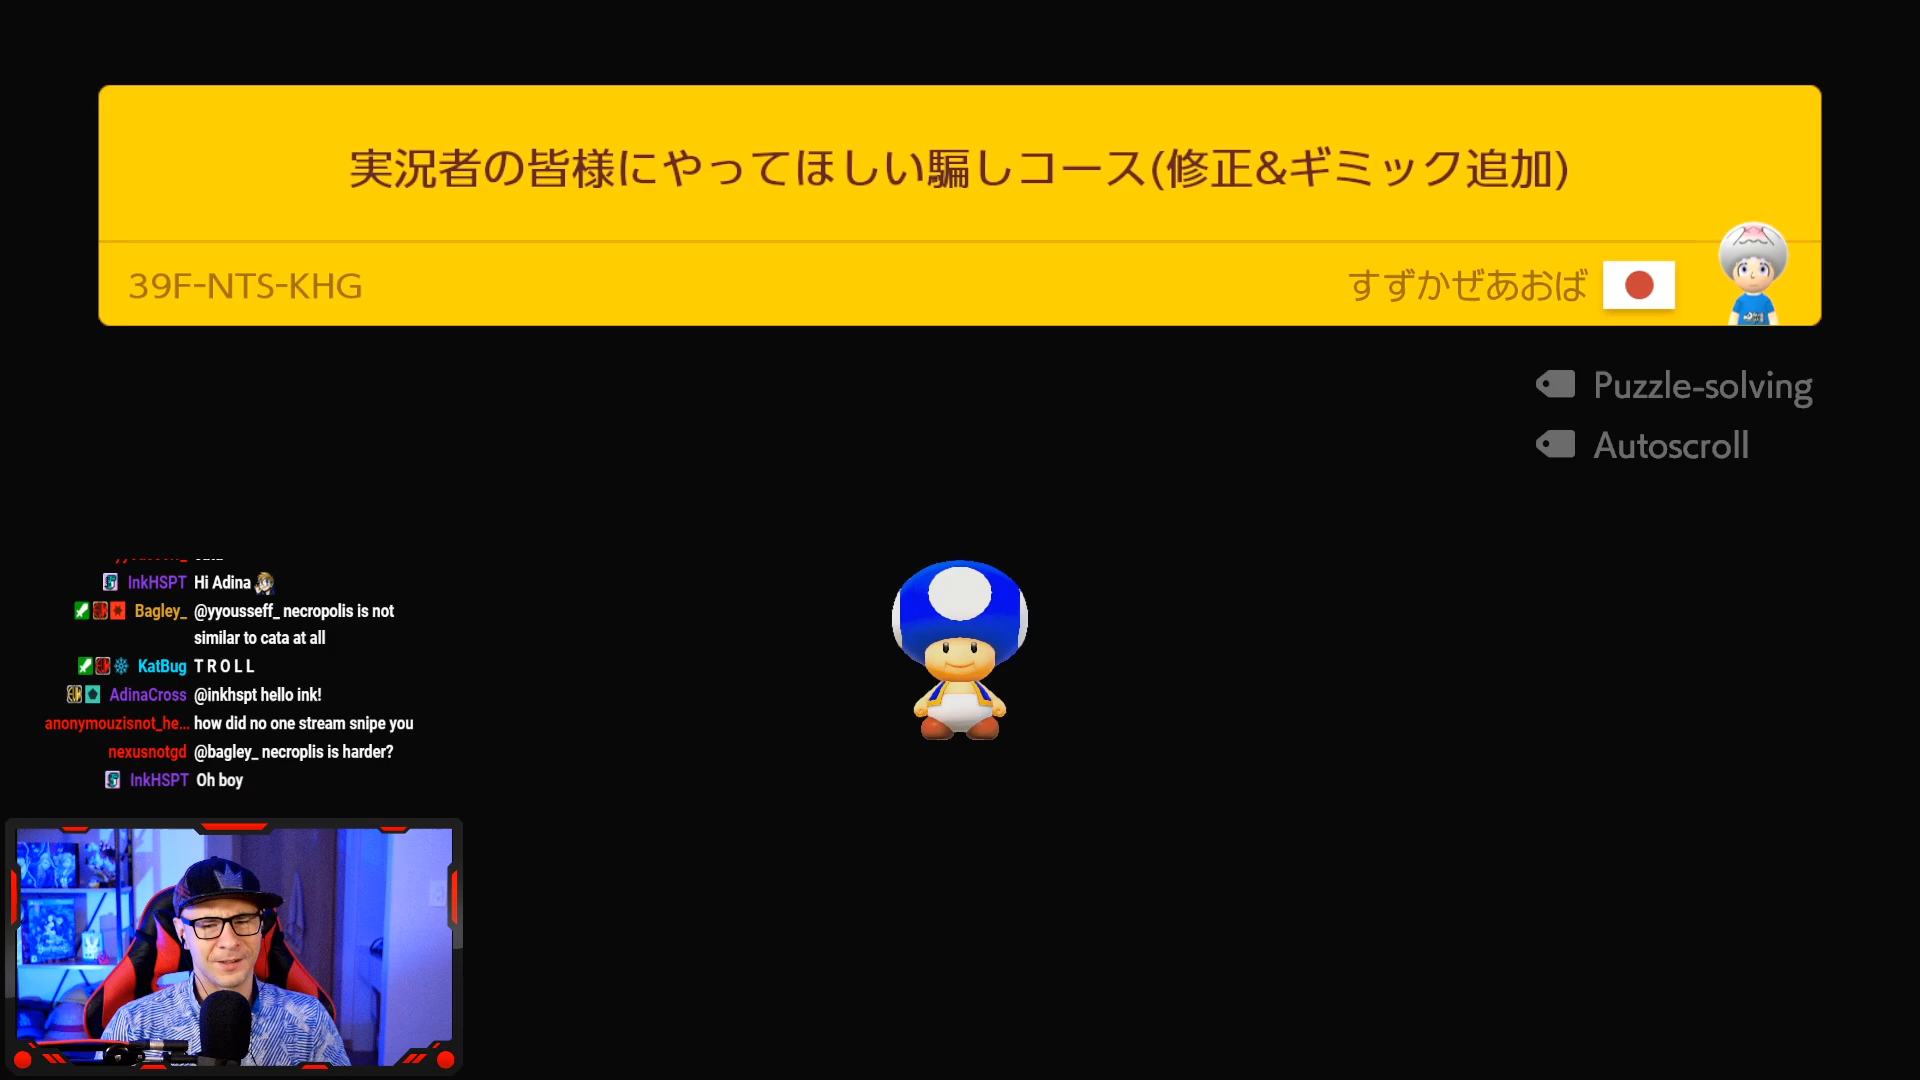 実況者の皆様にやってほしい騙しコース(修正&ギミック追加)
39F-NTS-KHG
すずかぜあおば
Puzzle-solving
Autoscroll
InkHSPT Hi Adina
Bagley_ @yyousseff_ necropolis is not
similar to cata at all
KatBug T R O L L
AdinaCross @inkhspt hello ink!
anonymouzisnot_he... how did no one stream snipe you
nexusnotgd @bagley_ necroplis is harder?
InkHSPT Oh boy